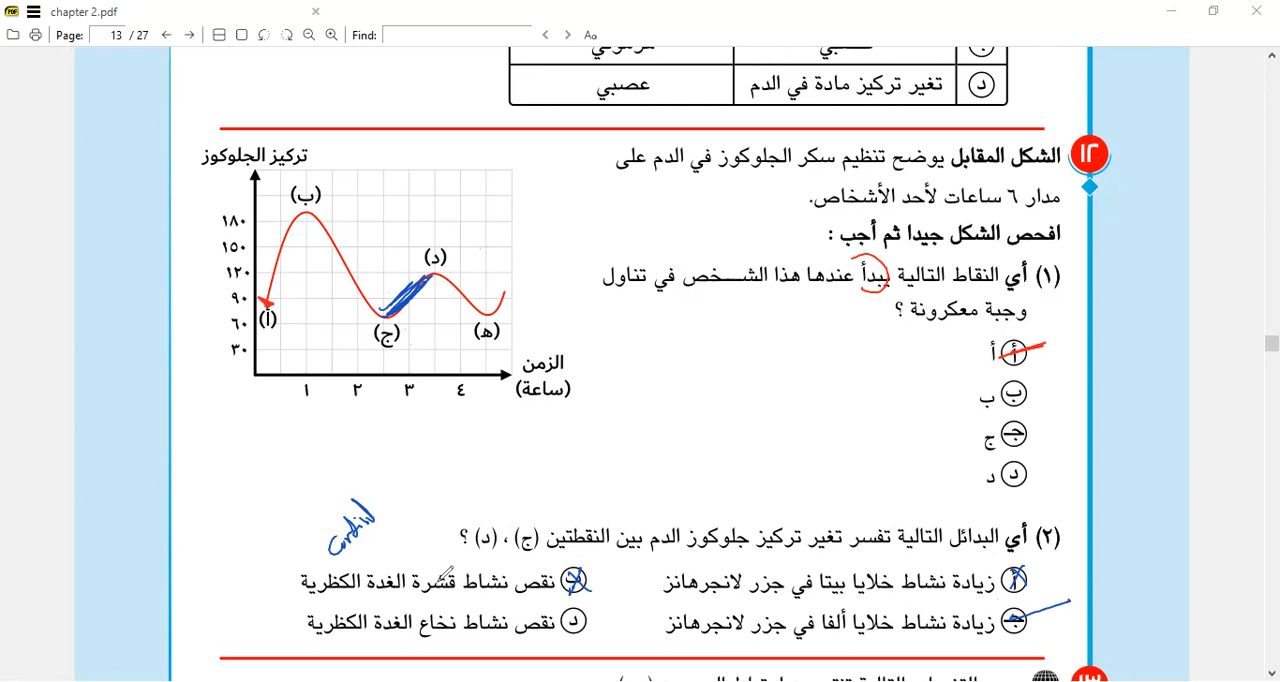 chapter 2.pdf
Page: 13 / 27 Find:
د تغير تركيز مادة في الدم عصبي
١٢
الشكل المقابل يوضح تنظيم سكر الجلوكوز في الدم على
مدار ٦ ساعات لأحد الأشخاص.
افحص الشكل جيدا ثم أجب :
(١) أي النقاط التالية يبدأ عندها هذا الشخص في تناول
وجبة معكرونة ؟
أ أ
ب ب
ج ج
د د
تركيز الجلوكوز
١٨٠
١٥٠
١٢٠
٩٠
٦٠
٣٠
(أ)
(ب)
(ج)
(د)
(ه)
١ ٢ ٣ ٤
الزمن
(ساعة)
(٢) أي البدائل التالية تفسر تغير تركيز جلوكوز الدم بين النقطتين (ج) ، (د) ؟
أ زيادة نشاط خلايا بيتا في جزر لانجرهانز
ب نقص نشاط قشرة الغدة الكظرية
ج زيادة نشاط خلايا ألفا في جزر لانجرهانز
د نقص نشاط نخاع الغدة الكظرية
١٣